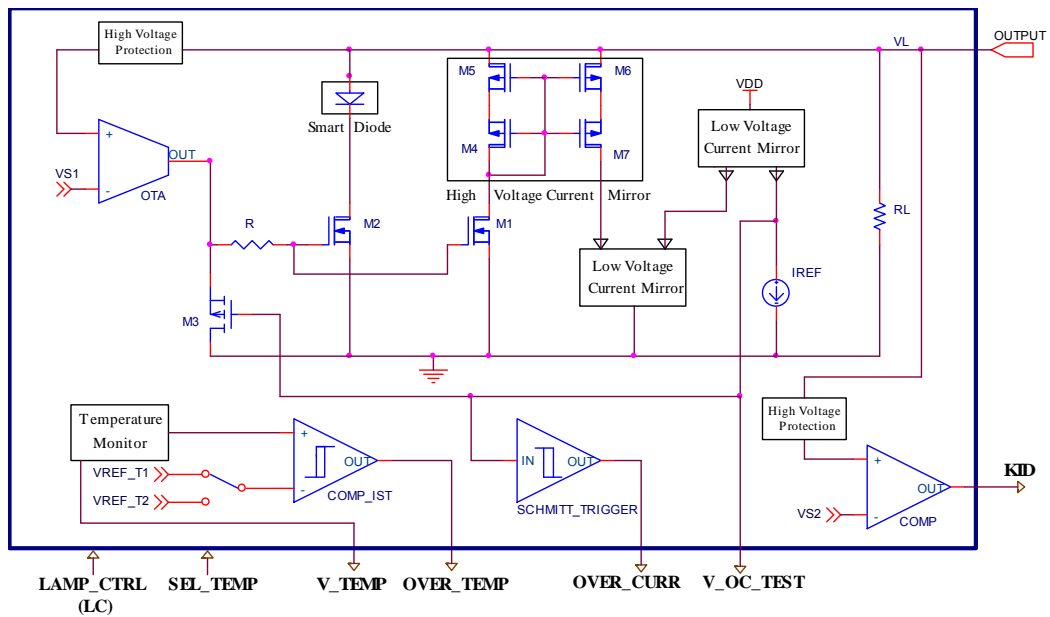 High Voltage
Protection
VL
OUTPUT
M5
M6
VDD
Smart Diode
Low Voltage
Current Mirror
+
OUT
VS1
-
OTA
M4
M7
High Voltage Current Mirror
R
M2
M1
RL
Low Voltage
Current Mirror
IREF
M3
Temperature
Monitor
High Voltage
Protection
+
VREF_T1
OUT
-
VREF_T2
COMP_IST
IN
OUT
SCHMITT_TRIGGER
+
KID
OUT
VS2
-
COMP
LAMP_CTRL
(LC)
SEL_TEMP
V_TEMP
OVER_TEMP
OVER_CURR
V_OC_TEST